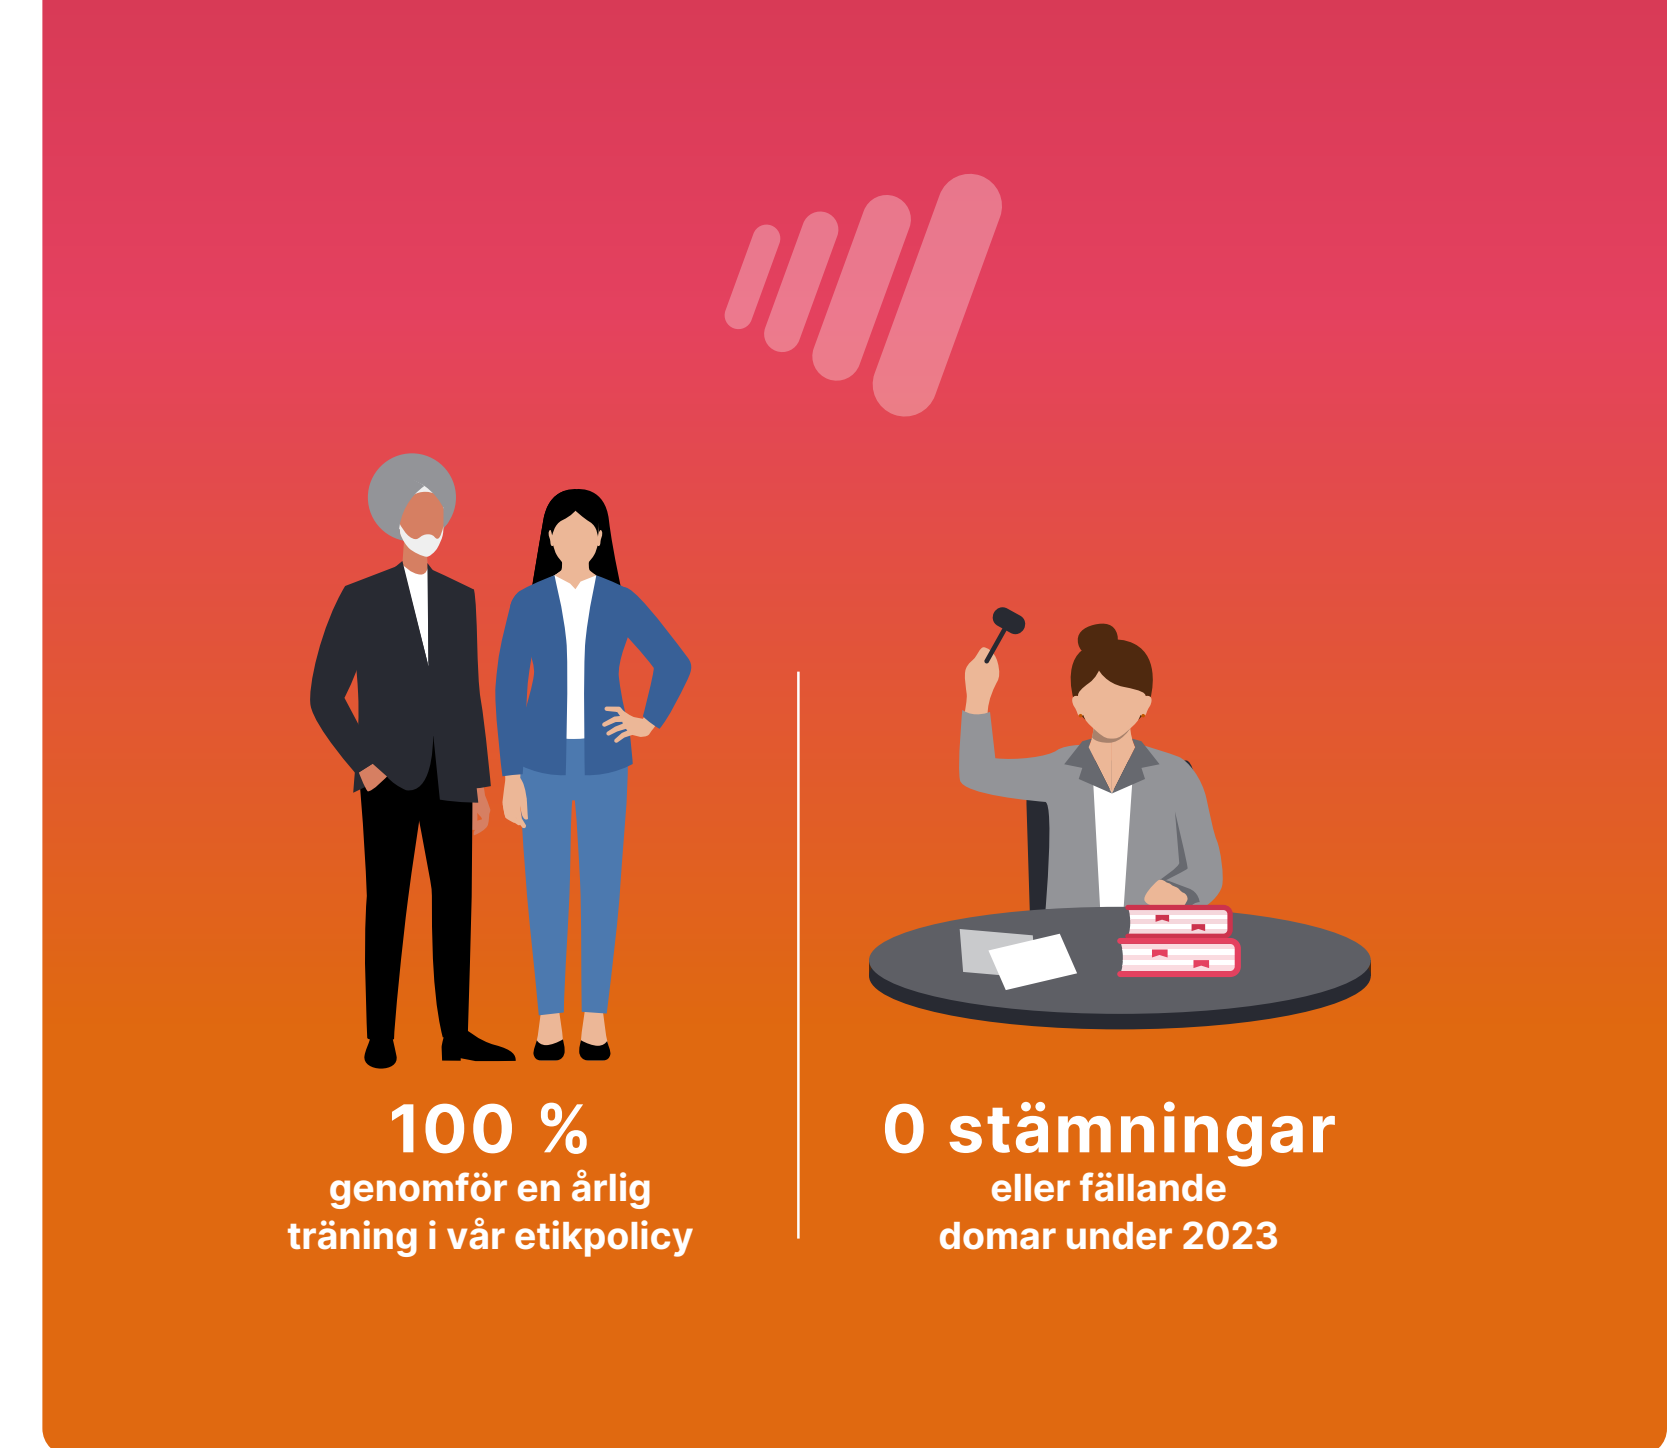 100 %
genomför en årlig
träning i vår etikpolicy
0 stämningar
eller fällande
domar under 2023